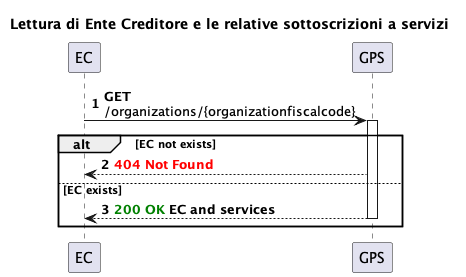 Lettura di Ente Creditore e le relative sottoscrizioni a servizi
EC
GPS
1 GET
/organizations/{organizationfiscalcode}
alt [EC not exists]
2 404 Not Found
[EC exists]
3 200 OK EC and services
EC
GPS